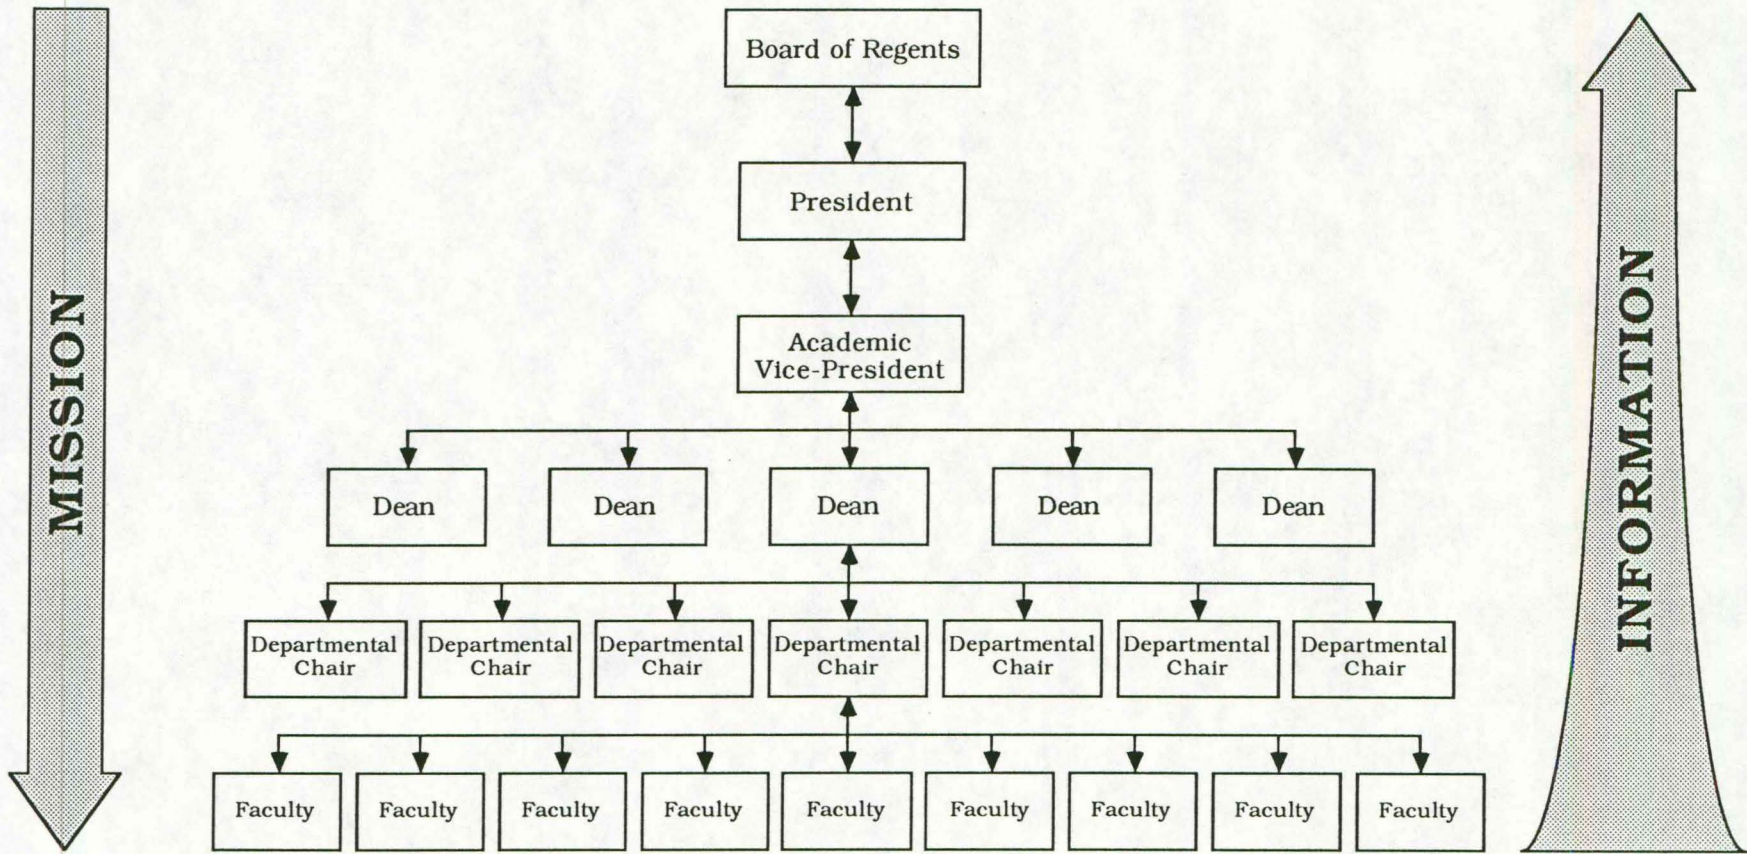 Board of Regents
President
Academic
Vice-President
MISSION
INFORMATION
Dean
Dean
Dean
Dean
Dean
Departmental
Chair
Departmental
Chair
Departmental
Chair
Departmental
Chair
Departmental
Chair
Departmental
Chair
Departmental
Chair
Faculty
Faculty
Faculty
Faculty
Faculty
Faculty
Faculty
Faculty
Faculty